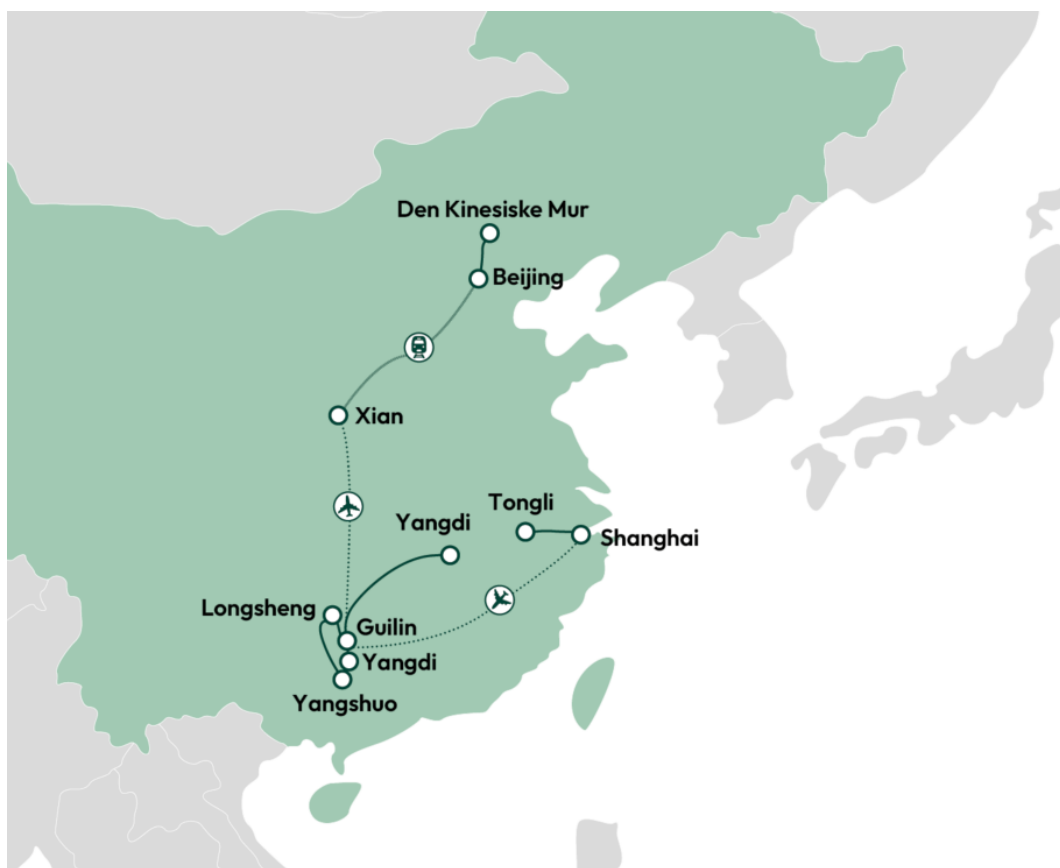 Den Kinesiske Mur
Beijing
Xian
Tongli
Yangdi
Shanghai
Longsheng
Guilin
Yangdi
Yangshuo